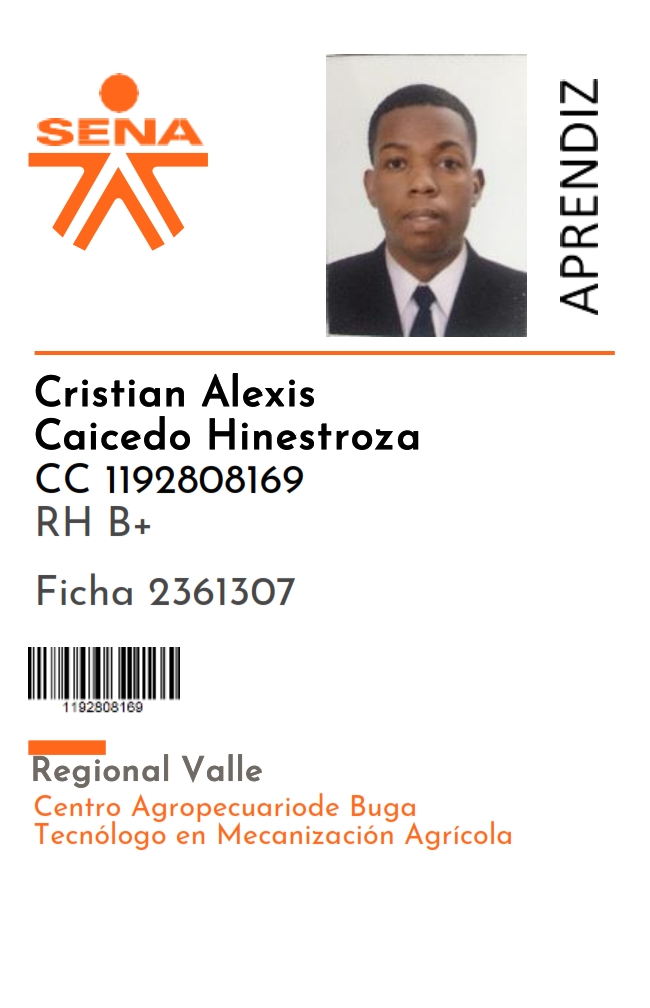 SENA
APRENDIZ
Cristian Alexis
Caicedo Hinestroza
CC 1192808169
RH B+
Ficha 2361307
1192808169
Regional Valle
Centro Agropecuariode Buga
Tecnólogo en Mecanización Agrícola